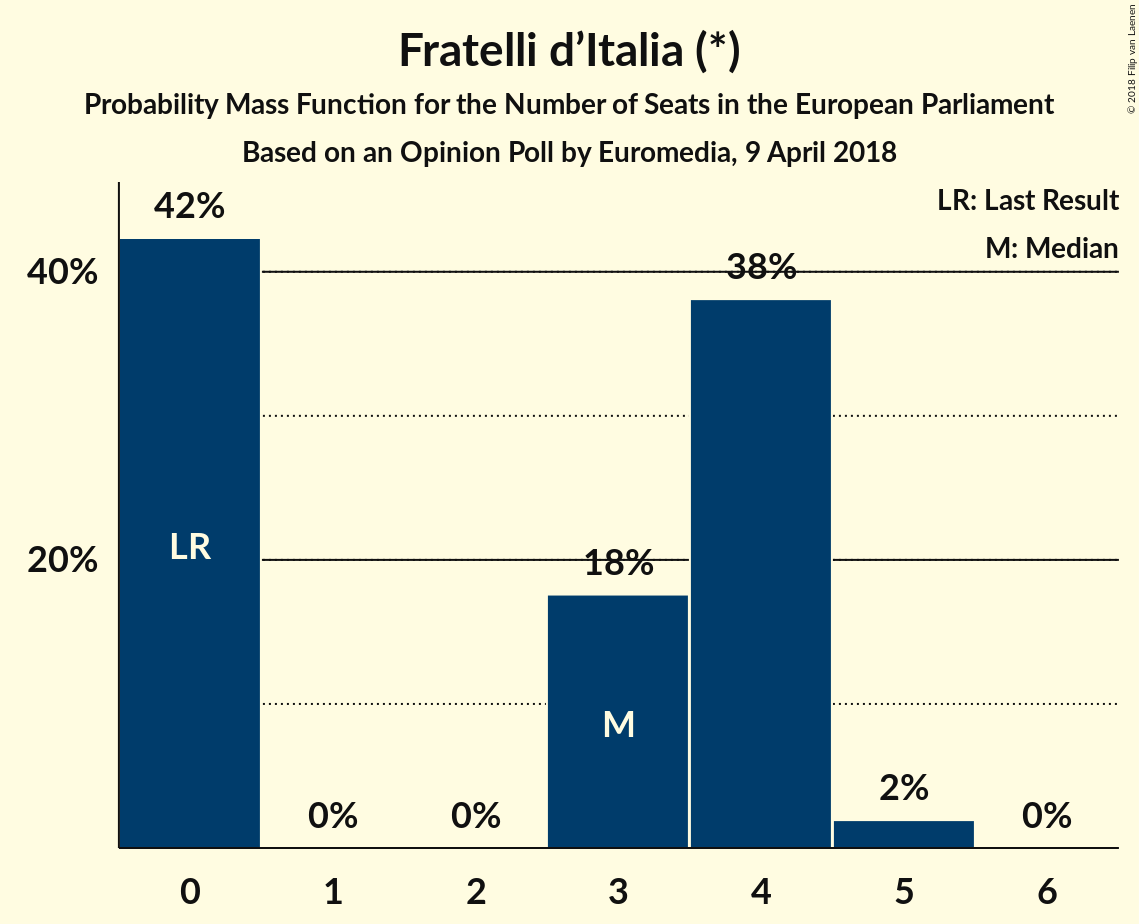 Fratelli d’Italia (*)
Probability Mass Function for the Number of Seats in the European Parliament
Based on an Opinion Poll by Euromedia, 9 April 2018
© 2018 Filip van Laenen
LR: Last Result
M: Median
42%
40%
38%
LR
20%
18%
M
0%
0%
2%
0%
0
1
2
3
4
5
6